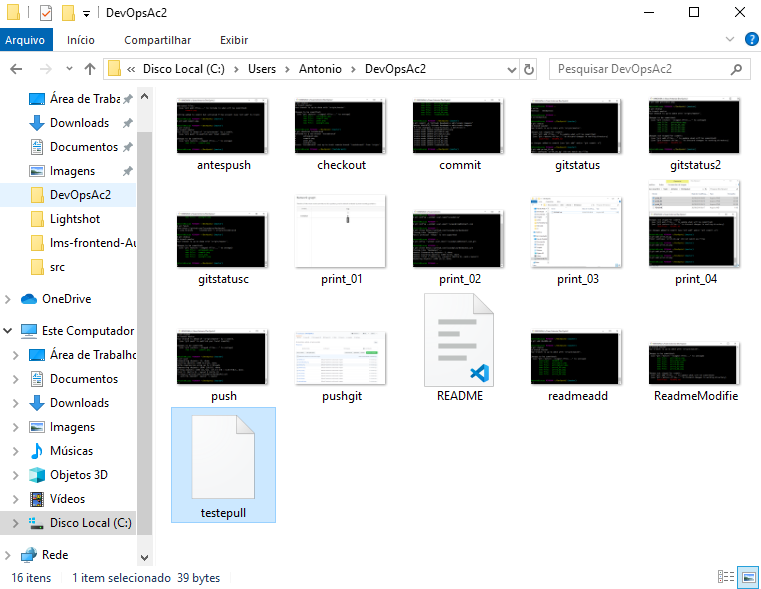 DevOpsAc2
Arquivo Início Compartilhar Exibir
« Disco Local (C:) > Users > Antonio > DevOpsAc2
Pesquisar DevOpsAc2
Área de Traba
Downloads
Documentos
Imagens
DevOpsAc2
Lightshot
lms-frontend-Au
src
OneDrive
Este Computador
Área de Trabalho
Documentos
Downloads
Imagens
Músicas
Objetos 3D
Vídeos
Disco Local (C:)
Rede
antespush checkout commit gitstatus gitstatus2
gitstatusc print_01 print_02 print_03 print_04
push pushgit README readmeadd ReadmeModifie
testepull
16 itens 1 item selecionado 39 bytes